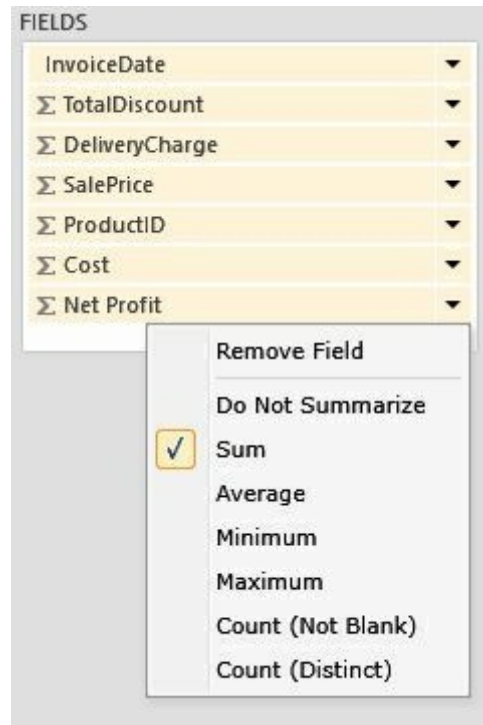 FIELDS
InvoiceDate
Σ TotalDiscount
Σ DeliveryCharge
Σ SalePrice
Σ ProductID
Σ Cost
Σ Net Profit
Remove Field
Do Not Summarize
Sum
Average
Minimum
Maximum
Count (Not Blank)
Count (Distinct)